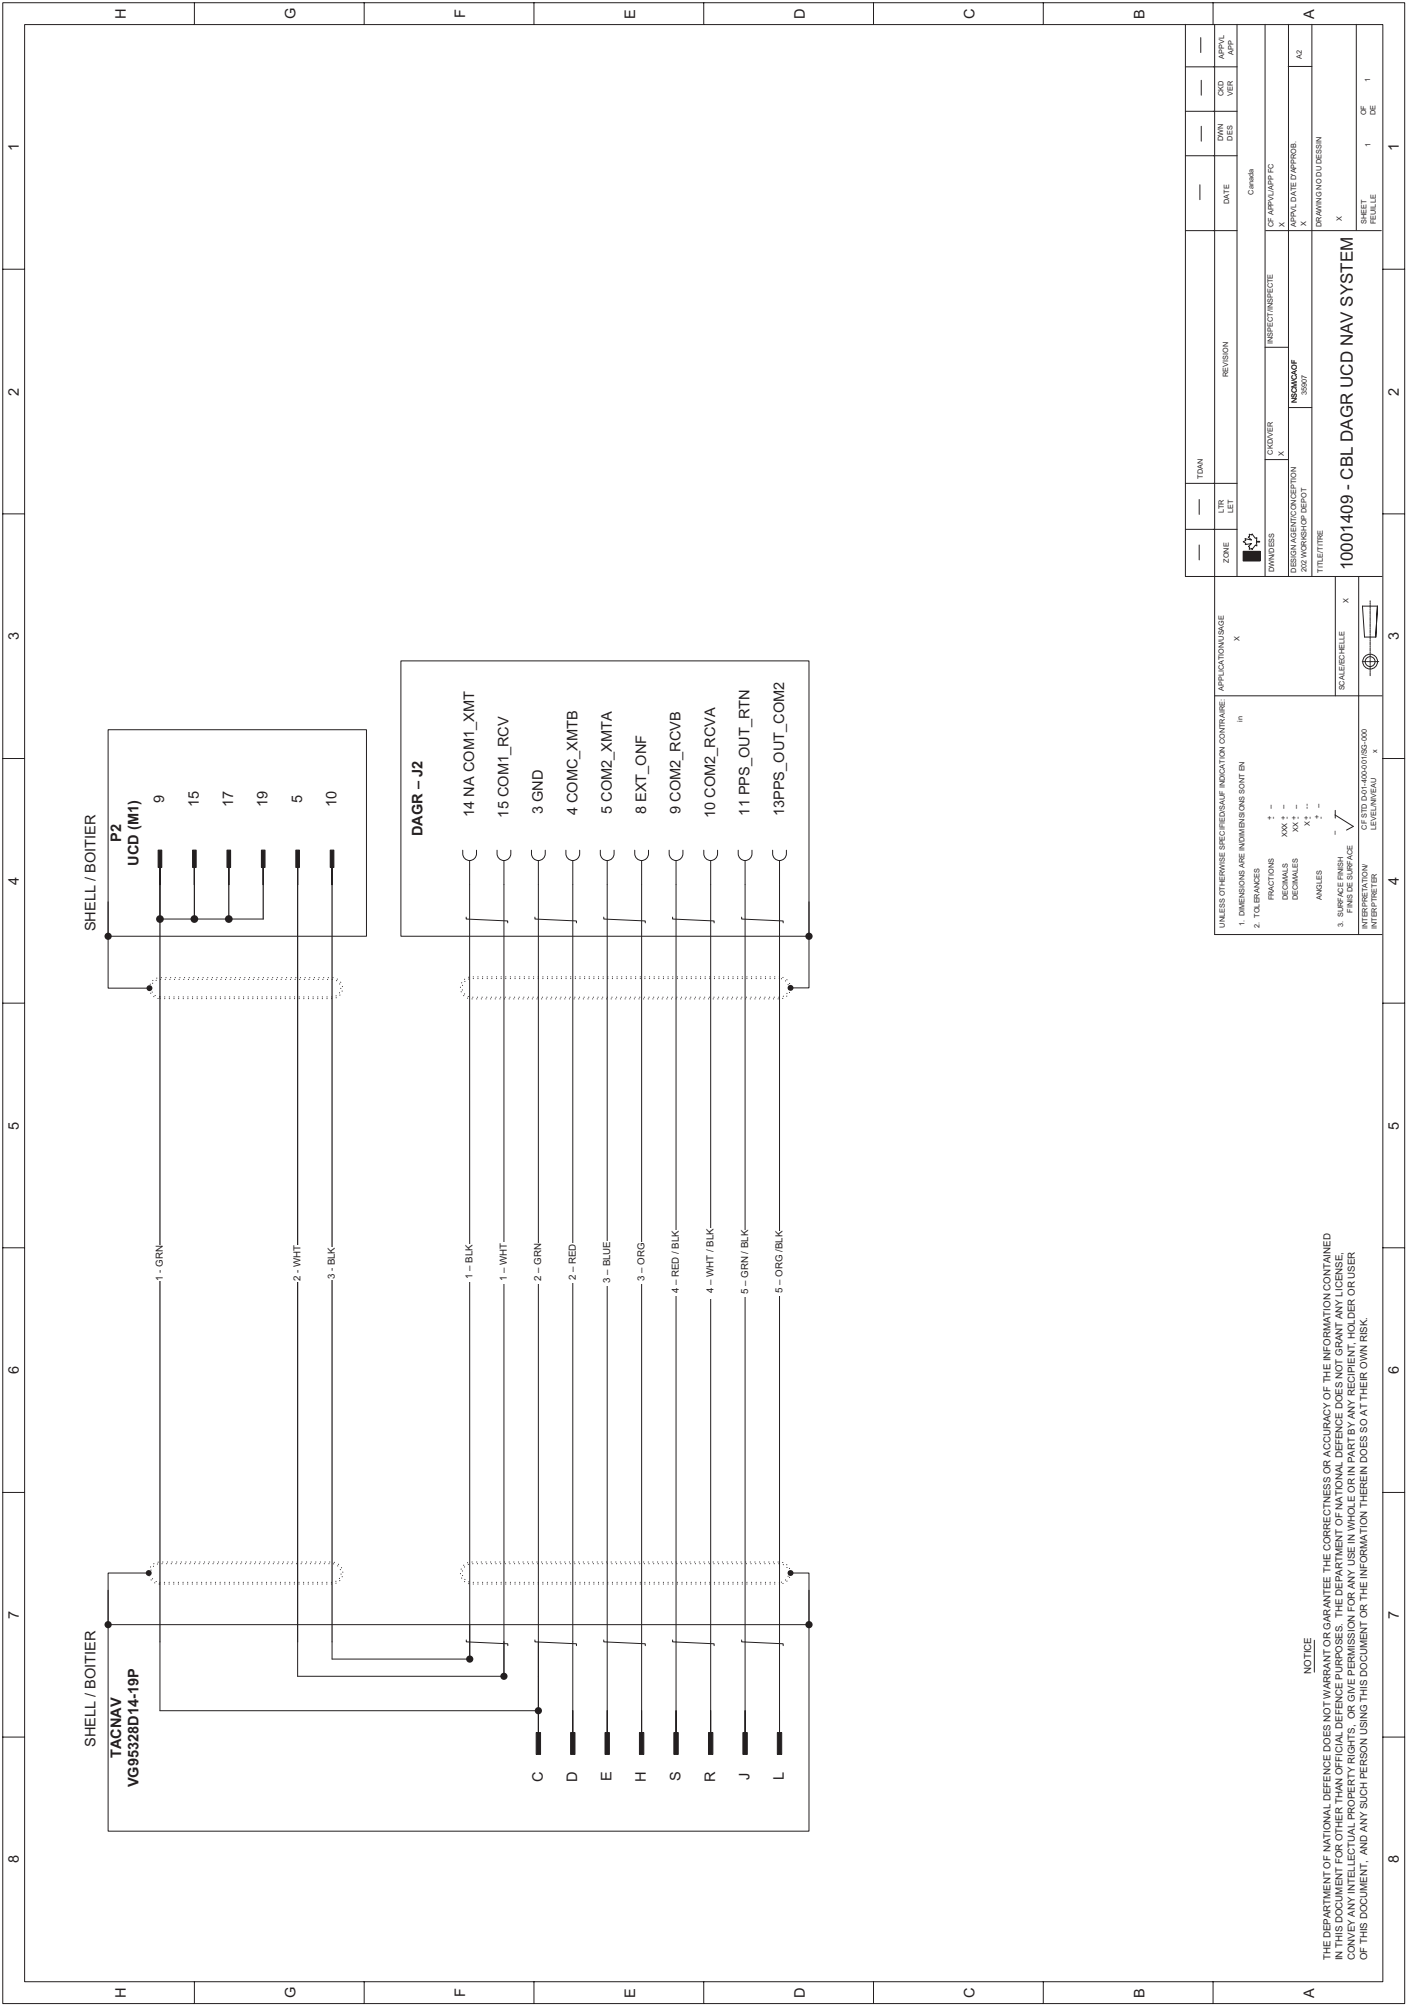 8
7
6
5
4
3
2
1
H
G
F
E
D
C
B
A
SHELL / BOITIER
TACNAV
VG95328D14-19P
C
D
E
H
S
R
J
L
1 - GRN
2 - WHT
3 - BLK
1 – BLK
1 – WHT
2 – GRN
2 – RED
3 – BLUE
3 – ORG
4 – RED / BLK
4 – WHT / BLK
5 – GRN / BLK
5 – ORG /BLK
SHELL / BOITIER
P2
UCD (M1)
9
15
17
19
5
10
DAGR – J2
14 NA COM1_XMT
15 COM1_RCV
3 GND
4 COMC_XMTB
5 COM2_XMTA
8 EXT_ONF
9 COM2_RCVB
10 COM2_RCVA
11 PPS_OUT_RTN
13PPS_OUT_COM2
NOTICE
THE DEPARTMENT OF NATIONAL DEFENCE DOES NOT WARRANT OR GARANTEE THE CORRECTNESS OR ACCURACY OF THE INFORMATION CONTAINED
IN THIS DOCUMENT FOR OTHER THAN OFFICIAL DEFENCE PURPOSES. THE DEPARTMENT OF NATIONAL DEFENCE DOES NOT GRANT ANY LICENSE,
CONVEY ANY INTELLECTUAL PROPERTY RIGHTS, OR GIVE PERMISSION FOR ANY USE IN WHOLE OR IN PART BY ANY RECIPIENT, HOLDER OR USER
OF THIS DOCUMENT, AND ANY SUCH PERSON USING THIS DOCUMENT OR THE INFORMATION THEREIN DOES SO AT THEIR OWN RISK.
UNLESS OTHERWISE SPECIFIED/SAUF INDICATION CONTRAIRE:
1. DIMENSIONS ARE IN/DIMENSIONS SONT EN in
2. TOLERANCES
FRACTIONS ± –
DECIMALS XXX ± –
DECIMALES XX ± –
X ± --
ANGLES ± –
3. SURFACE FINISH –
FINIS DE SURFACE
INTERPRETATION/
INTERPTRETER
CF STD D-01-400-001/SG-000
LEVEL/NIVEAU x
APPLICATION/USAGE
X
SCALE/ECHELLE X
— — TDAN — — — —
ZONE
LTR
LET
REVISION
DATE
DWN
DES
CKD
VER
APPVL
APP
Canada
DWN/DESS
CKD/VER
X
INSPECT/INSPECTE
CF APPVL/APP FC
X
DESIGN AGENT/CONCEPTION
202 WORKSHOP DEPOT
NSCM/CAOF
35907
APPVL DATE D'APPROB.
X
A2
TITLE/TITRE
10001409 - CBL DAGR UCD NAV SYSTEM
DRAWING NO DU DESSIN
X
SHEET
FEUILLE
1
OF
DE
1
8
7
6
5
4
3
2
1
H
G
F
E
D
C
B
A